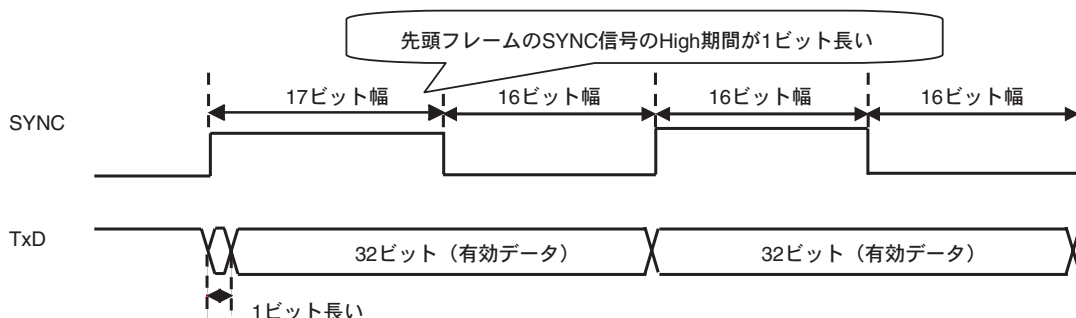 先頭フレームのSYNC信号のHigh期間が1ビット長い
17ビット幅 16ビット幅 16ビット幅 16ビット幅
SYNC
TxD
32ビット（有効データ） 32ビット（有効データ）
1ビット長い